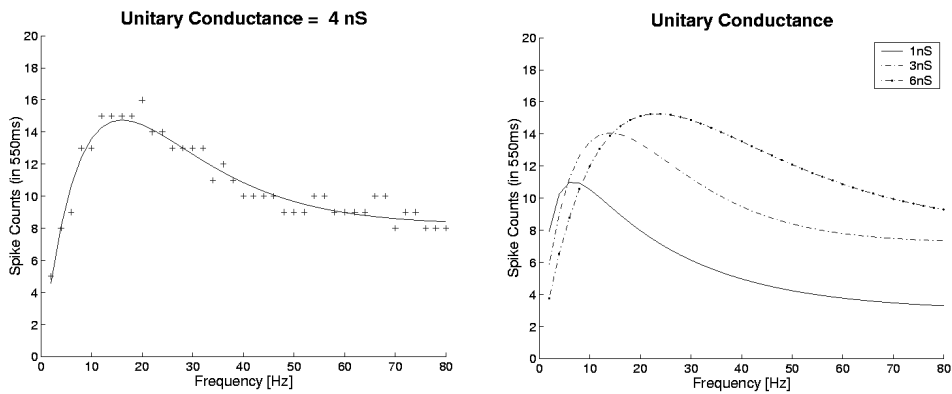 Unitary Conductance = 4 nS
Spike Counts (in 550ms)
20
18
16
14
12
10
8
6
4
2
0
0 10 20 30 40 50 60 70 80
Frequency [Hz]
Unitary Conductance
Spike Counts (in 550ms)
20
18
16
14
12
10
8
6
4
2
0
1nS
3nS
6nS
0 10 20 30 40 50 60 70 80
Frequency [Hz]